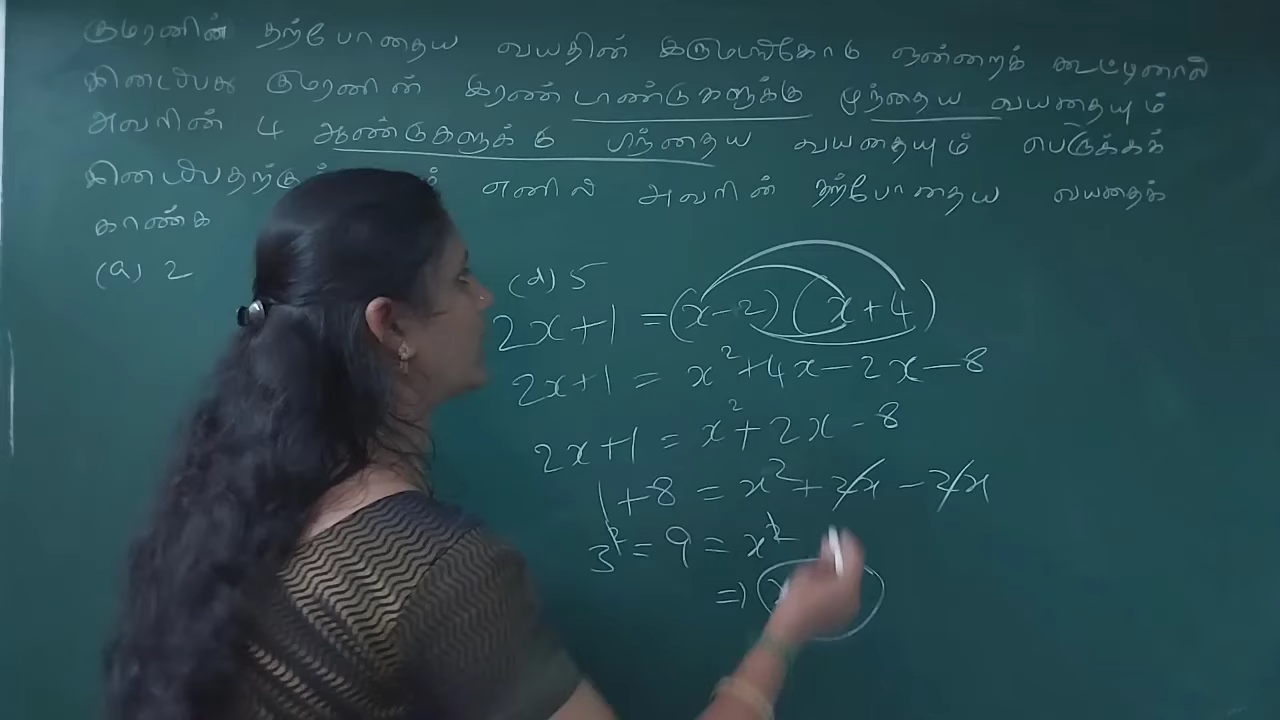 குமரனின் தற்போதைய வயதின் இருமடங்கோடு ஒன்றைக் கூட்டினால்
கிடைப்பது குமரனின் இரண்டாண்டுகளுக்கு முந்தைய வயதையும்
அவரின் 4 ஆண்டுகளுக்கு பிந்தைய வயதையும் பெருக்கக்
கிடைப்பதற்கு எனில் அவரின் தற்போதைய வயதைக்
காண்க
(a) 2 (d) 5
2x+1 = (x-2) (x+4)
2x+1 = x²+4x-2x-8
2x+1 = x²+2x-8
1+8 = x²+2x-2x
3² = 9 = x²
⇒ x